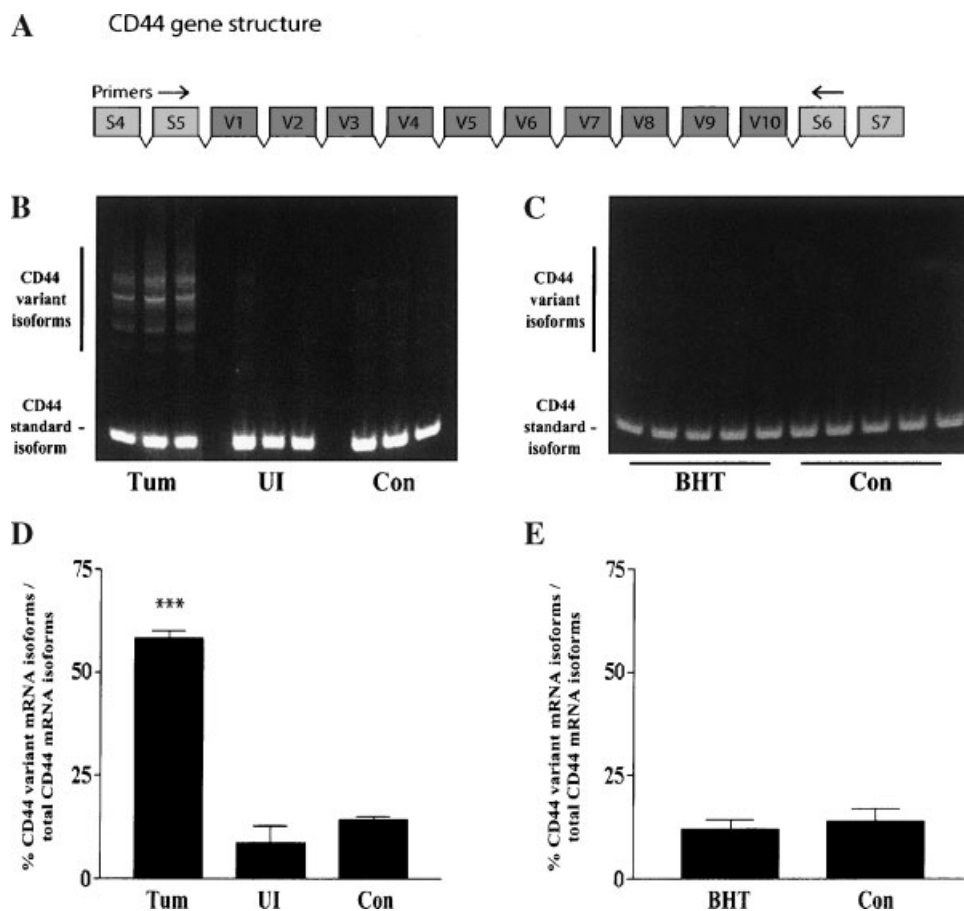 A CD44 gene structure
Primers → ←
S4 S5 V1 V2 V3 V4 V5 V6 V7 V8 V9 V10 S6 S7
B
CD44
variant
isoforms
CD44
standard -
isoform
Tum UI Con
C
CD44
variant
isoforms
CD44
standard -
isoform
BHT Con
D
% CD44 variant mRNA isoforms /
total CD44 mRNA isoforms
75
50
25
0
***
Tum UI Con
E
% CD44 variant mRNA isoforms /
total CD44 mRNA isoforms
75
50
25
0
BHT Con